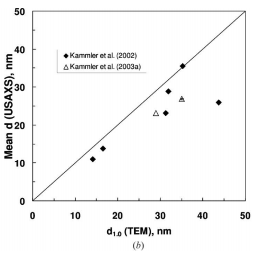 50
40
30
20
10
0
Mean d (USAXS), nm
Kammler et al. (2002)
Kammler et al. (2003a)
0 10 20 30 40 50
d1.0 (TEM), nm
(b)